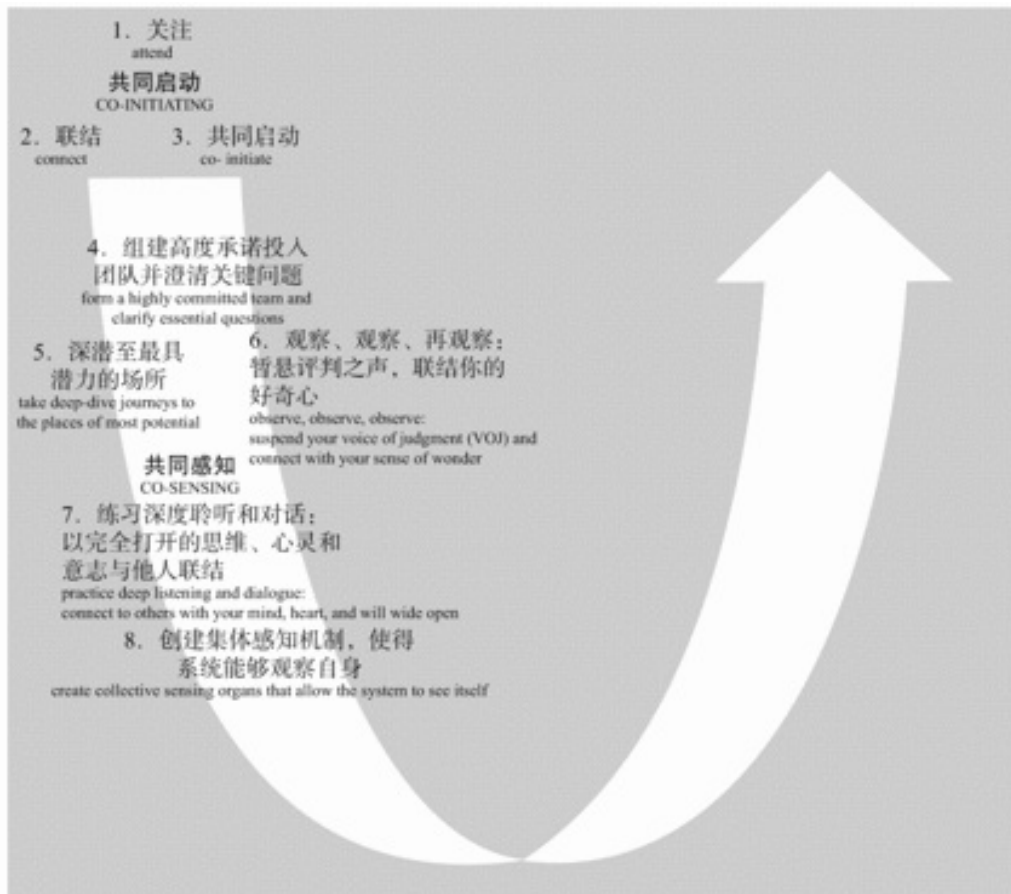 1. 关注
attend
共同启动
CO-INITIATING
2. 联结
connect
3. 共同启动
co- initiate
4. 组建高度承诺投入
团队并澄清关键问题
form a highly committed team and
clarify essential questions
5. 深潜至最具
潜力的场所
take deep-dive journeys to
the places of most potential
6. 观察、观察、再观察：
暂悬评判之声，联结你的
好奇心
observe, observe, observe:
suspend your voice of judgment (VOJ) and
connect with your sense of wonder
共同感知
CO-SENSING
7. 练习深度聆听和对话：
以完全打开的思维、心灵和
意志与他人联结
practice deep listening and dialogue:
connect to others with your mind, heart, and will wide open
8. 创建集体感知机制，使得
系统能够观察自身
create collective sensing organs that allow the system to see itself